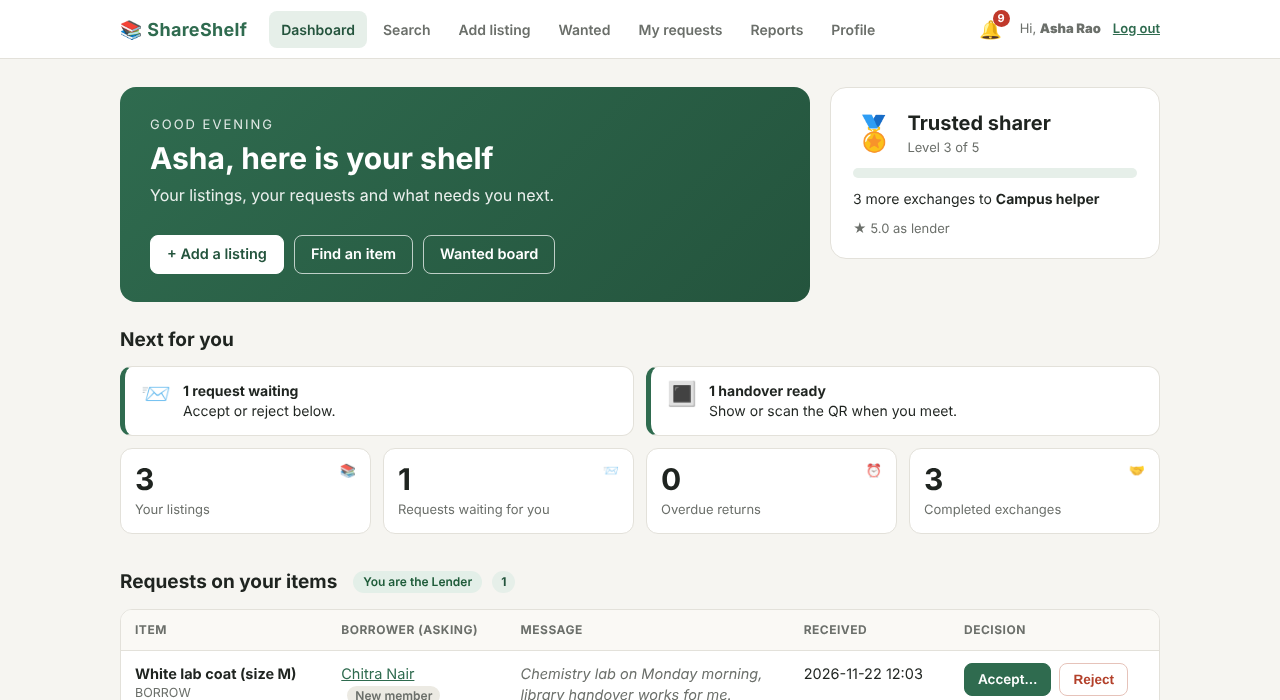 ShareShelf
Dashboard
Search
Add listing
Wanted
My requests
Reports
Profile
9
Hi, Asha Rao
Log out
GOOD EVENING
Asha, here is your shelf
Your listings, your requests and what needs you next.
+ Add a listing
Find an item
Wanted board
Trusted sharer
Level 3 of 5
3 more exchanges to Campus helper
★ 5.0 as lender
Next for you
1 request waiting
Accept or reject below.
1 handover ready
Show or scan the QR when you meet.
3
Your listings
1
Requests waiting for you
0
Overdue returns
3
Completed exchanges
Requests on your items
You are the Lender
1
ITEM
BORROWER (ASKING)
MESSAGE
RECEIVED
DECISION
White lab coat (size M)
BORROW
Chitra Nair
New member
Chemistry lab on Monday morning,
library handover works for me.
2026-11-22 12:03
Accept...
Reject